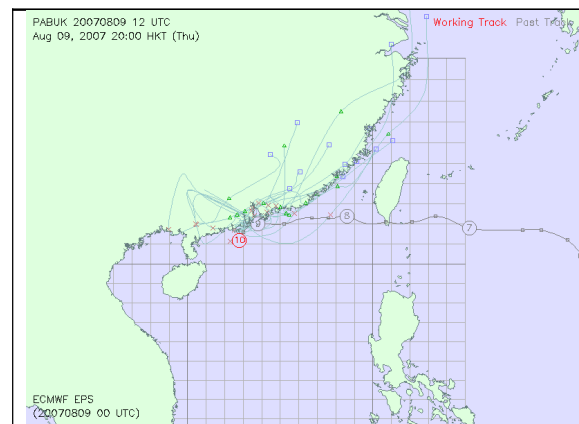 PABUK 20070809 12 UTC
Working Track Past Track
Aug 09, 2007 20:00 HKT (Thu)
9
8
7
10
ECMWF EPS
(20070809 00 UTC)